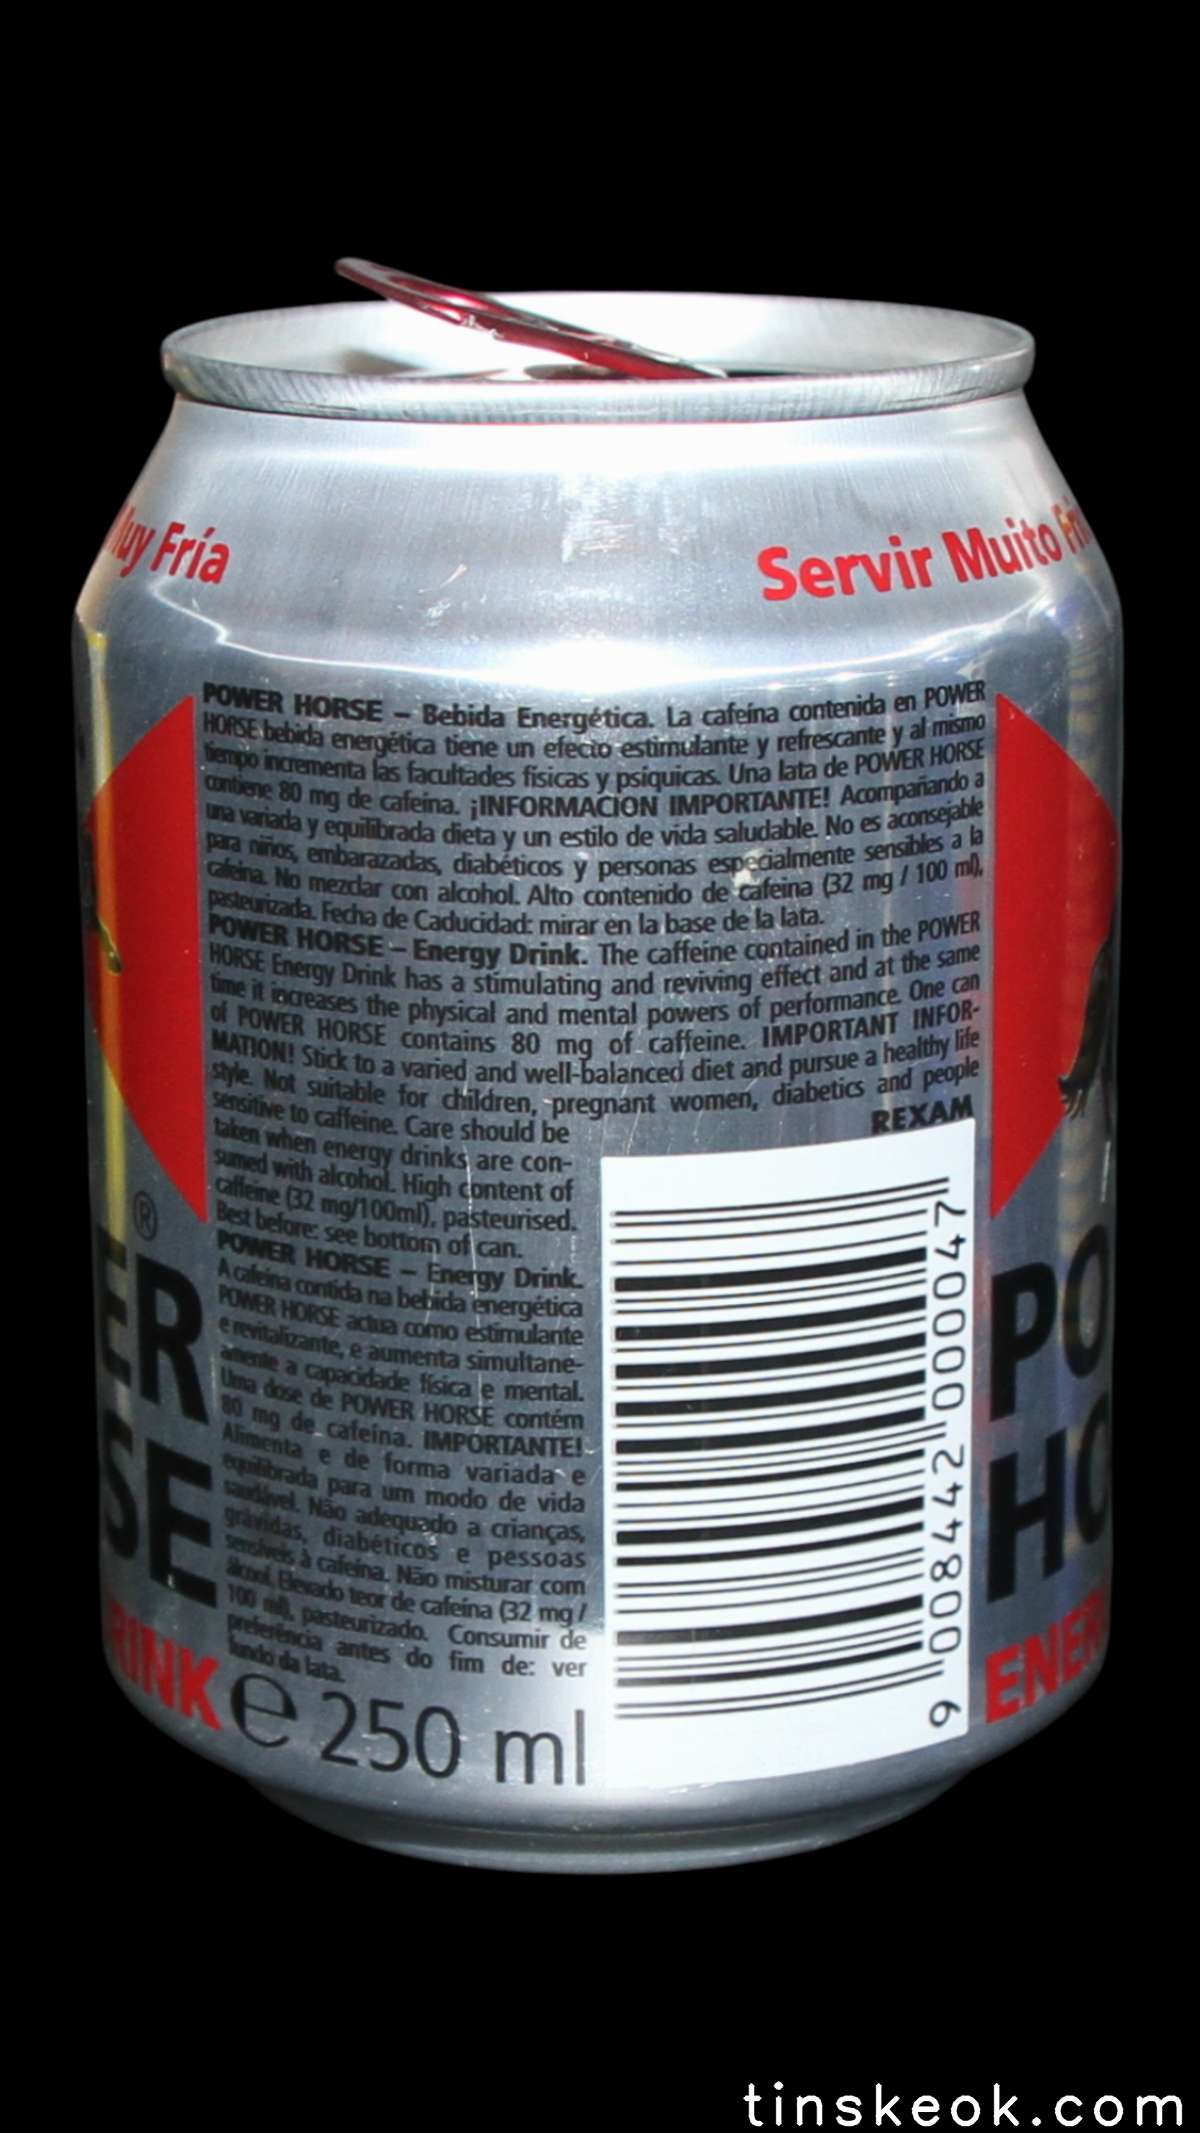 Muy Fría
Servir Muito
POWER HORSE – Bebida Energética. La cafeína contenida en POWER
HORSE bebida energética tiene un efecto estimulante y refrescante y al mismo
tiempo incrementa las facultades físicas y psíquicas. Una lata de POWER HORSE
contiene 80 mg de cafeína. ¡INFORMACIÓN IMPORTANTE! Acompañando a
una variada y equilibrada dieta y un estilo de vida saludable. No es aconsejable
para niños, embarazadas, diabéticos y personas especialmente sensibles a la
cafeína. No mezclar con alcohol. Alto contenido de cafeína (32 mg / 100 ml),
pasteurizada. Fecha de Caducidad: mirar en la base de la lata.
POWER HORSE – Energy Drink. The caffeine contained in the POWER
HORSE Energy Drink has a stimulating and reviving effect and at the same
time it increases the physical and mental powers of performance. One can
of POWER HORSE contains 80 mg of caffeine. IMPORTANT INFOR-
MATION! Stick to a varied and well-balanced diet and pursue a healthy life
style. Not suitable for children, pregnant women, diabetics and people
sensitive to caffeine. Care should be
REXAM
taken when energy drinks are con-
sumed with alcohol. High content of
caffeine (32 mg/100ml), pasteurised.
Best before: see bottom of can.
POWER HORSE – Energy Drink.
A cafeína contida na bebida energética
POWER HORSE actua como estimulante
e revitalizante, e aumenta simultane-
amente a capacidade física e mental.
Uma dose de POWER HORSE contém
80 mg de cafeína. IMPORTANTE!
Alimenta e de forma variada e
equilibrada para um modo de vida
saudável. Não adequado a crianças,
grávidas, diabéticos e pessoas
sensíveis à cafeína. Não misturar com
álcool. Elevado teor de cafeína (32 mg /
100 ml), pasteurizado. Consumir de
preferência antes do fim de: ver
fundo da lata.
e 250 ml
9 008442 000047
®
ER
SE
RINK
PO
HO
ENER
tinskeok.com